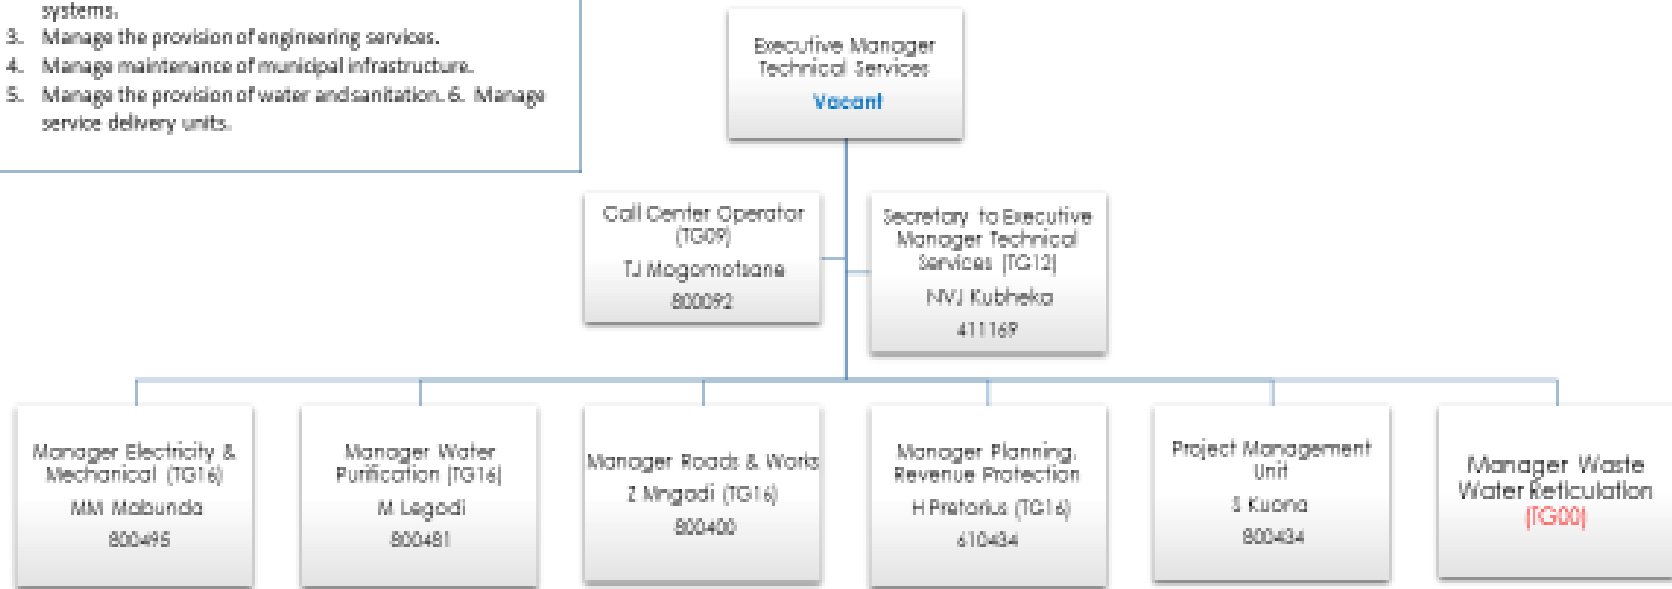 systems.
3. Manage the provision of engineering services.
4. Manage maintenance of municipal infrastructure.
5. Manage the provision of water and sanitation. 6. Manage
service delivery units.
Executive Manager
Technical Services
Vacant
Call Center Operator
(TG09)
TJ Mogomotsane
800092
Secretary to Executive
Manager Technical
Services (TG12)
NVJ Kubheka
411169
Manager Electricity &
Mechanical (TG16)
MM Mabunda
800495
Manager Water
Purification (TG16)
M Legodi
800481
Manager Roads & Works
Z Mngadi (TG16)
800400
Manager Planning,
Revenue Protection
H Pretorius (TG16)
610434
Project Management
Unit
S Kuona
800434
Manager Waste
Water Reticulation
(TG00)